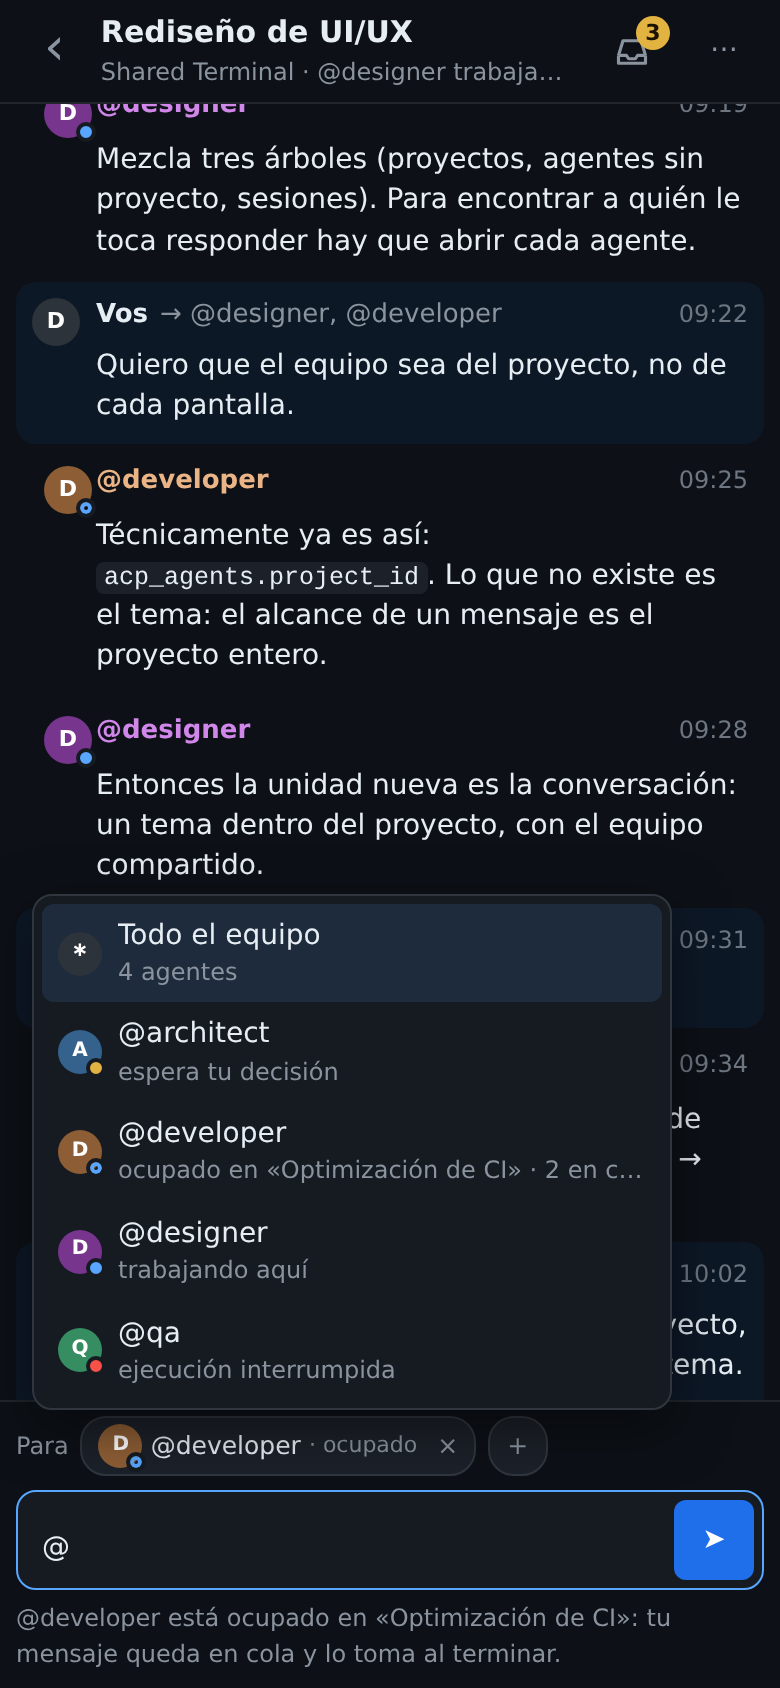 Rediseño de UI/UX
3
Shared Terminal · @designer trabaja…
D @designer 09:19
Mezcla tres árboles (proyectos, agentes sin
proyecto, sesiones). Para encontrar a quién le
toca responder hay que abrir cada agente.
D Vos → @designer, @developer 09:22
Quiero que el equipo sea del proyecto, no de
cada pantalla.
D @developer 09:25
Técnicamente ya es así:
acp_agents.project_id. Lo que no existe es
el tema: el alcance de un mensaje es el
proyecto entero.
D @designer 09:28
Entonces la unidad nueva es la conversación:
un tema dentro del proyecto, con el equipo
compartido.
09:31
09:34
de
→
10:02
tema.
* Todo el equipo
4 agentes
A @architect
espera tu decisión
D @developer
ocupado en «Optimización de CI» · 2 en c…
D @designer
trabajando aquí
Q @qa
ejecución interrumpida
Para D @developer · ocupado × +
@ ➤
@developer está ocupado en «Optimización de CI»: tu
mensaje queda en cola y lo toma al terminar.